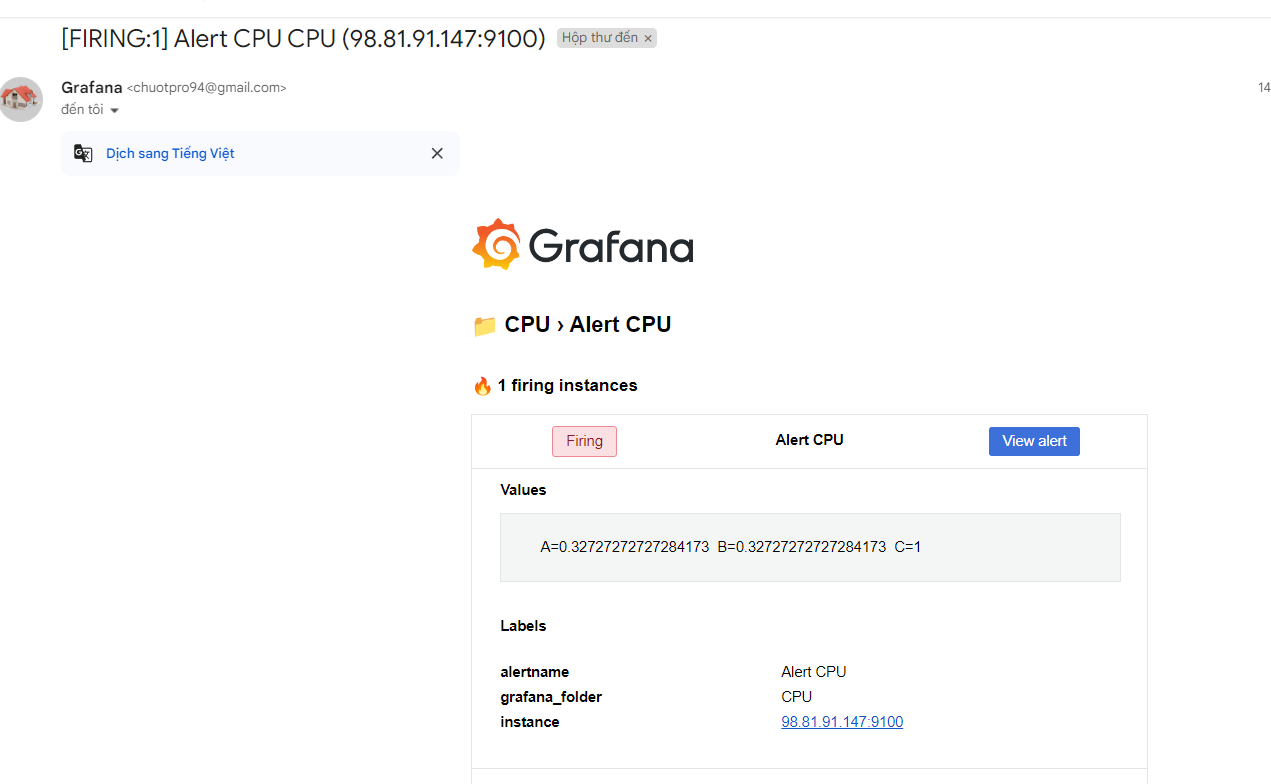 [FIRING:1] Alert CPU CPU (98.81.91.147:9100) Hộp thư đến ×
Grafana <chuotpro94@gmail.com> 14
đến tôi
Dịch sang Tiếng Việt
Grafana
CPU › Alert CPU
1 firing instances
Firing Alert CPU View alert
Values
A=0.32727272727284173 B=0.32727272727284173 C=1
Labels
alertname Alert CPU
grafana_folder CPU
instance 98.81.91.147:9100